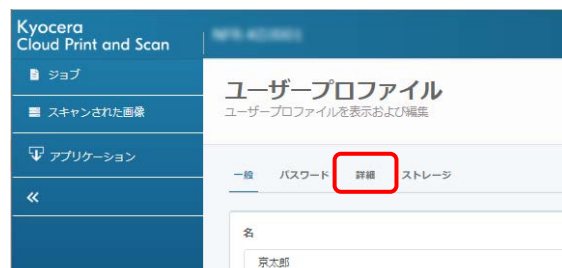 Kyocera
Cloud Print and Scan
ジョブ
スキャンされた画像
アプリケーション
ユーザープロファイル
ユーザープロファイルを表示および編集
一般 パスワード 詳細 ストレージ
名
京太郎